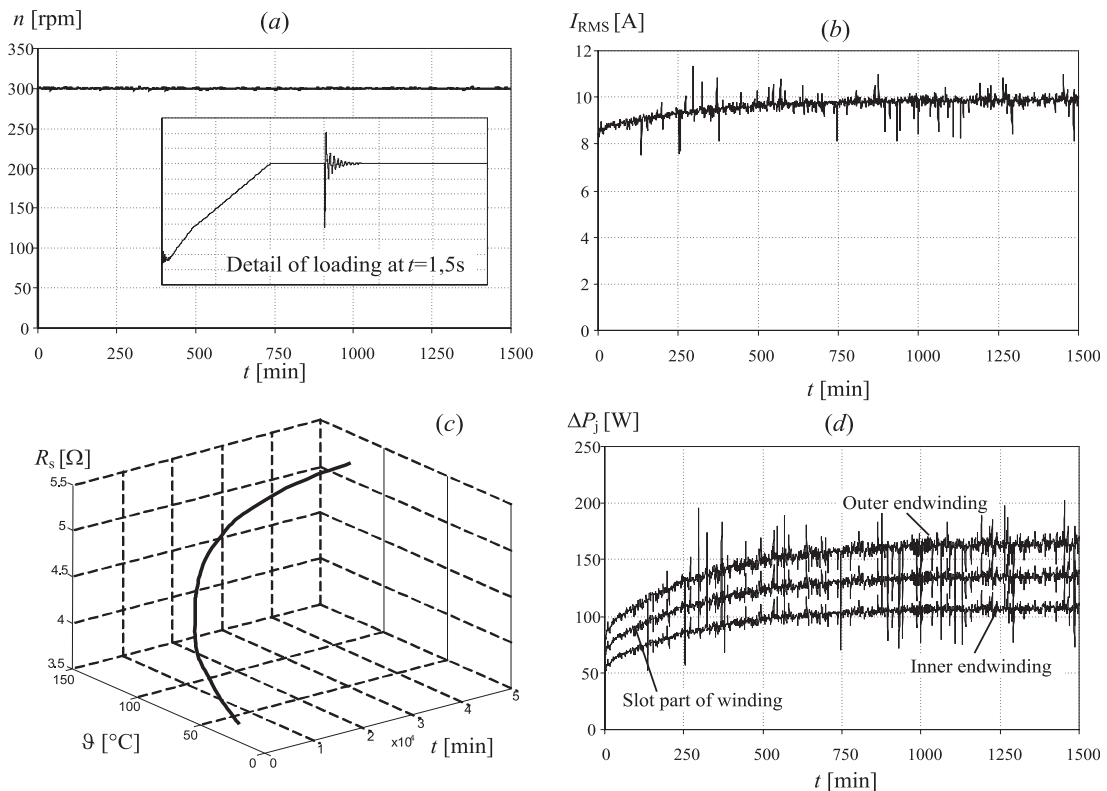 n [rpm]
(a)
350
300
250
200
150
100
50
0
Detail of loading at t=1,5s
0 250 500 750 1000 1250 1500
t [min]
I_RMS [A]
(b)
12
10
8
6
4
2
0
0 250 500 750 1000 1250 1500
t [min]
(c)
R_s [Ω]
5.5
5
4.5
4
3.5
150
100
50
0
ϑ [°C]
0 1 2 3 4 5
x10⁴
t [min]
ΔP_j [W]
(d)
250
200
150
100
50
0
Outer endwinding
Inner endwinding
Slot part of winding
0 250 500 750 1000 1250 1500
t [min]